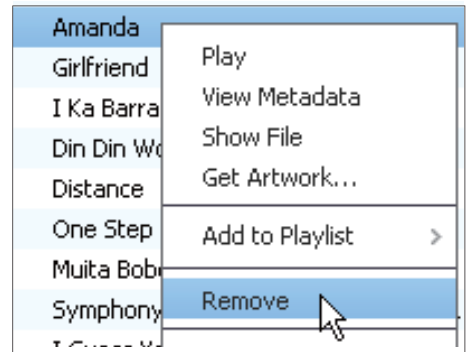 Amanda
Girlfriend
I Ka Barra
Din Din Wo
Distance
One Step
Muita Bob
Symphony
Play
View Metadata
Show File
Get Artwork...
Add to Playlist
Remove